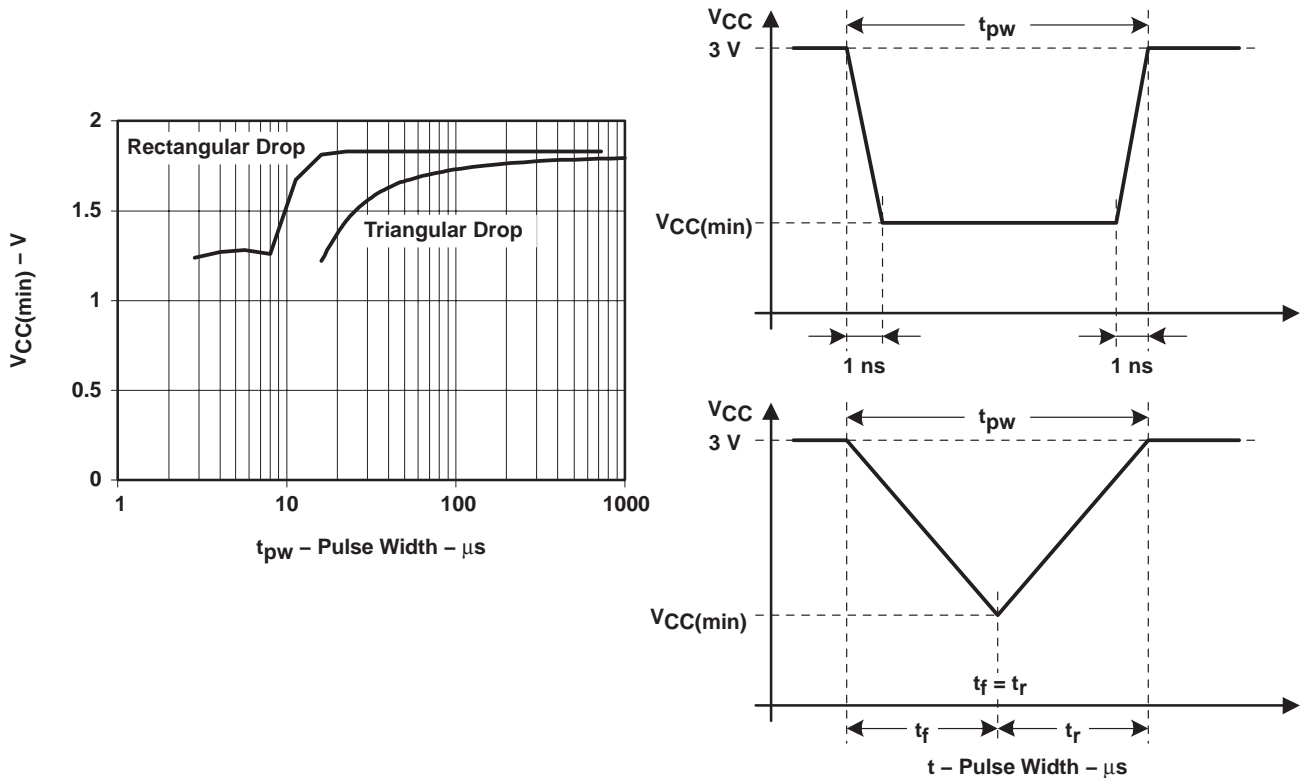 2
1.5
1
0.5
0
VCC(min) – V
Rectangular Drop
Triangular Drop
1
10
100
1000
tpw – Pulse Width – μs
VCC
3 V
tpw
VCC(min)
1 ns
1 ns
VCC
3 V
tpw
VCC(min)
tf = tr
tf
tr
t – Pulse Width – μs